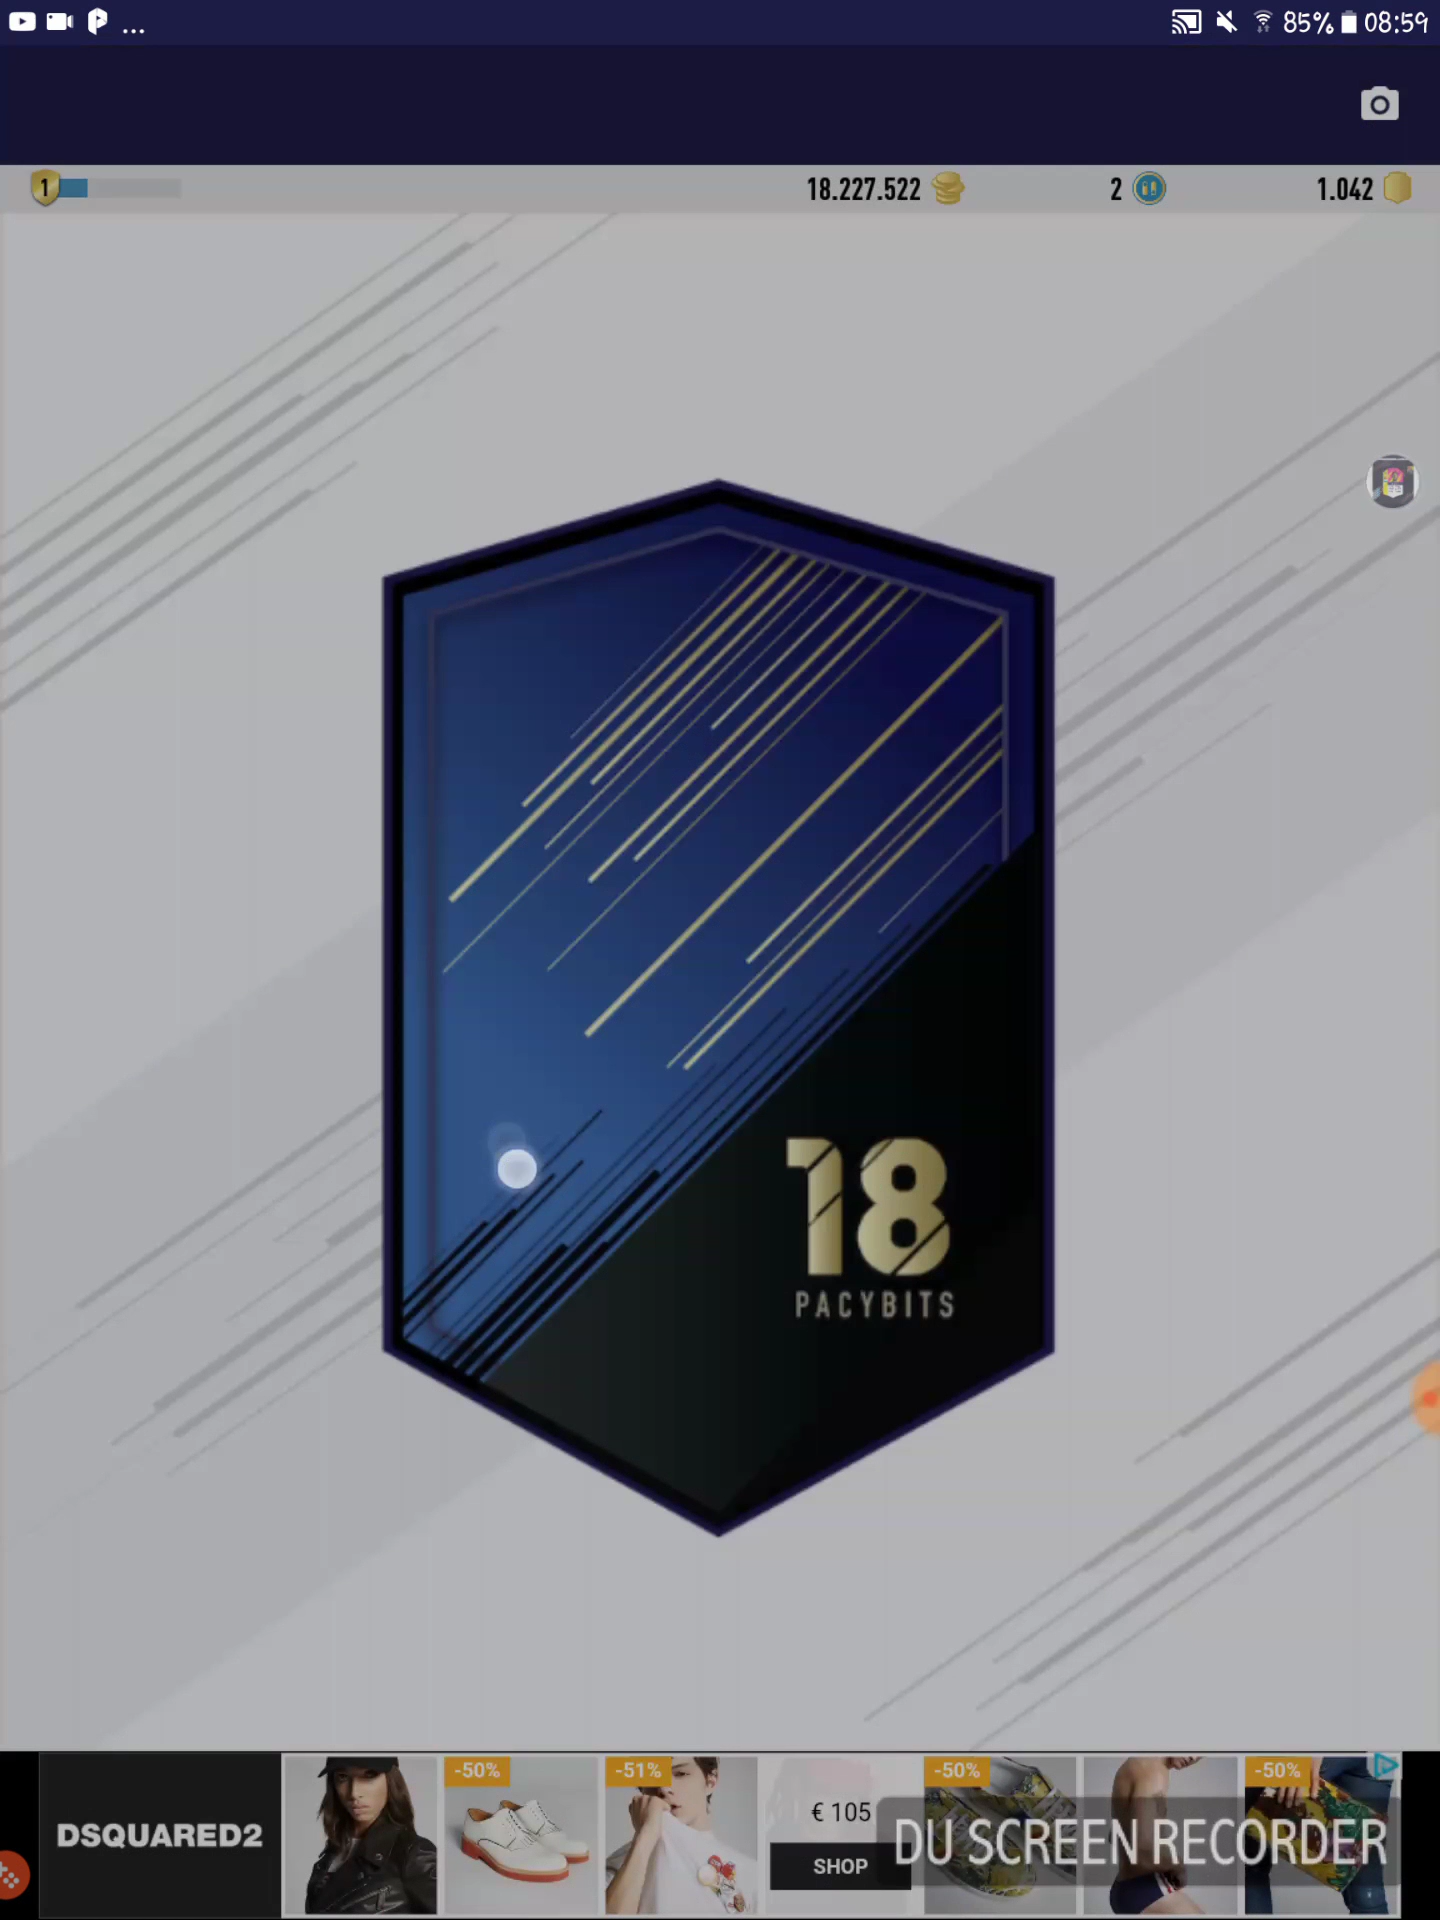 ... 85% 08:59
1 18.227.522 2 1.042
18
PACYBITS
-50% -51% -50% -50%
DSQUARED2
€ 105
SHOP
DU SCREEN RECORDER